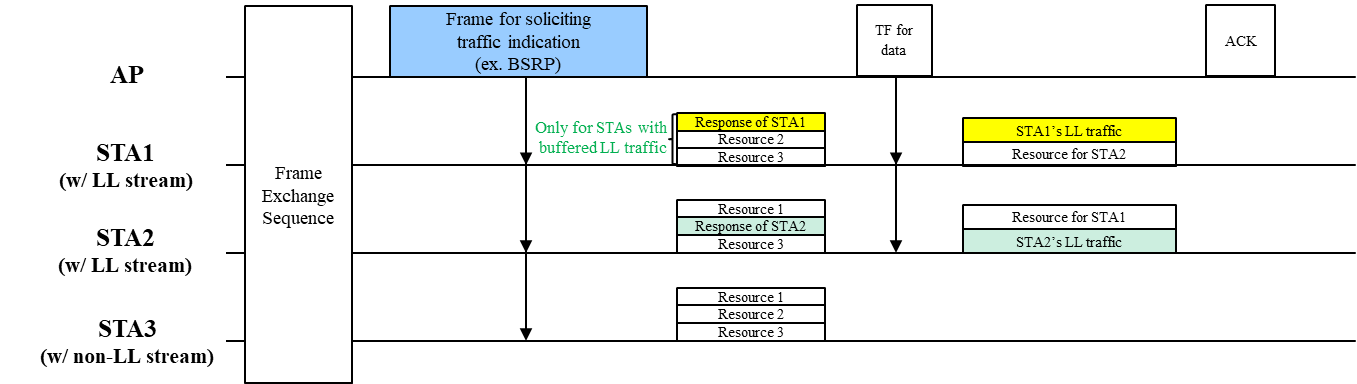 Frame for soliciting
traffic indication
(ex. BSRP)
TF for
data
ACK
AP
Only for STAs with
buffered LL traffic
Response of STA1
Resource 2
Resource 3
STA1's LL traffic
Resource for STA2
STA1
(w/ LL stream)
Frame
Exchange
Sequence
Resource 1
Response of STA2
Resource 3
Resource for STA1
STA2's LL traffic
STA2
(w/ LL stream)
Resource 1
Resource 2
Resource 3
STA3
(w/ non-LL stream)